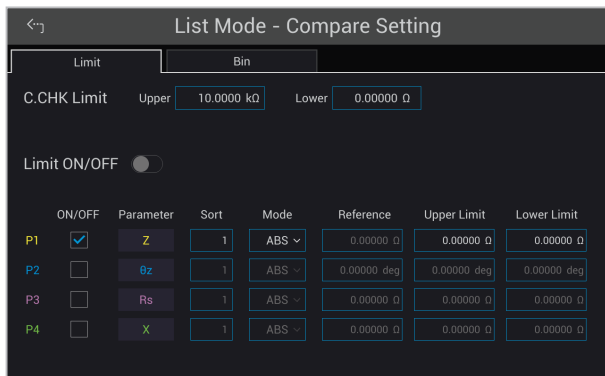 List Mode - Compare Setting
Limit Bin
C.CHK Limit Upper 10.0000 kΩ Lower 0.00000 Ω
Limit ON/OFF
ON/OFF Parameter Sort Mode Reference Upper Limit Lower Limit
P1 Z 1 ABS 0.00000 Ω 0.00000 Ω 0.00000 Ω
P2 θz 1 ABS 0.00000 deg 0.00000 deg 0.00000 deg
P3 Rs 1 ABS 0.00000 Ω 0.00000 Ω 0.00000 Ω
P4 X 1 ABS 0.00000 Ω 0.00000 Ω 0.00000 Ω